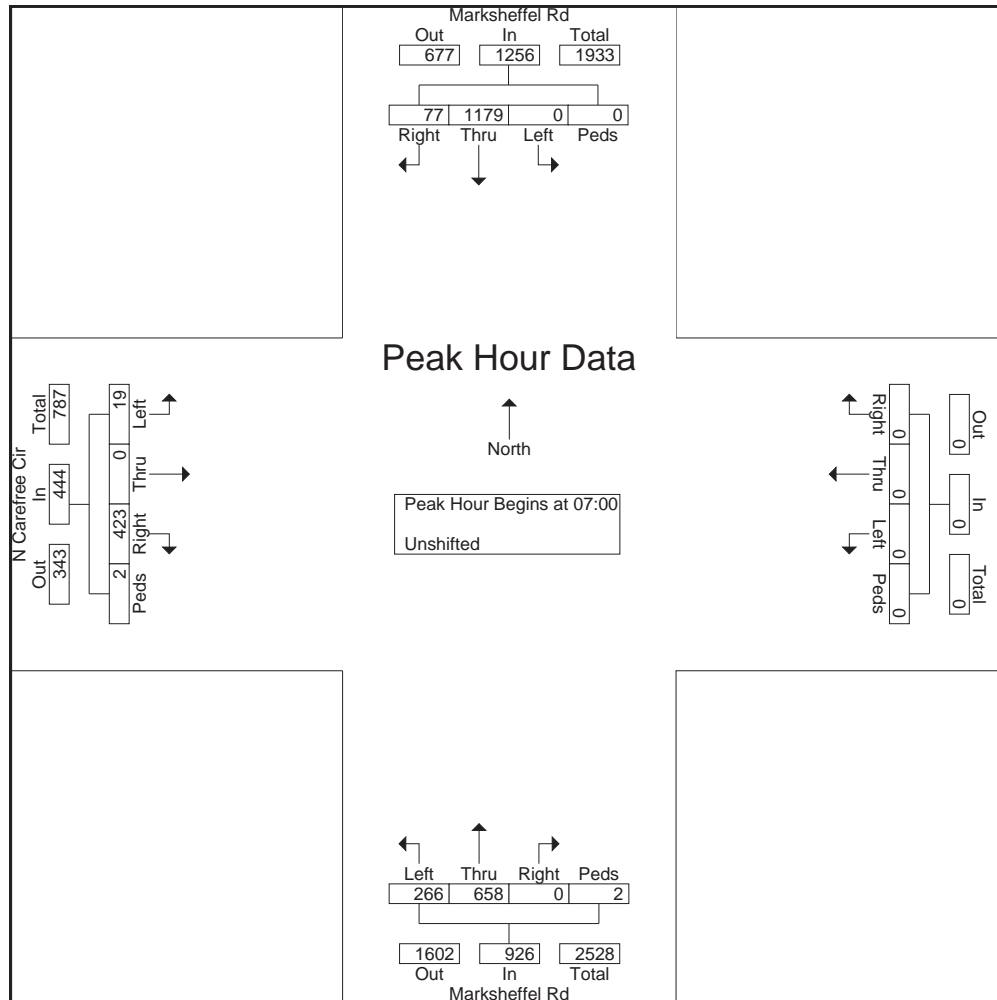 Marksheffel Rd
Out In Total
677 1256 1933
77 1179 0 0
Right Thru Left Peds
Peak Hour Data
North
Peak Hour Begins at 07:00
Unshifted
N Carefree Cir
Out In Total
343 444 787
Peds Right Thru Left
2 423 0 19
Out In Total
0 0 0
Right Thru Left Peds
0 0 0 0
Left Thru Right Peds
266 658 0 2
1602 926 2528
Out In Total
Marksheffel Rd